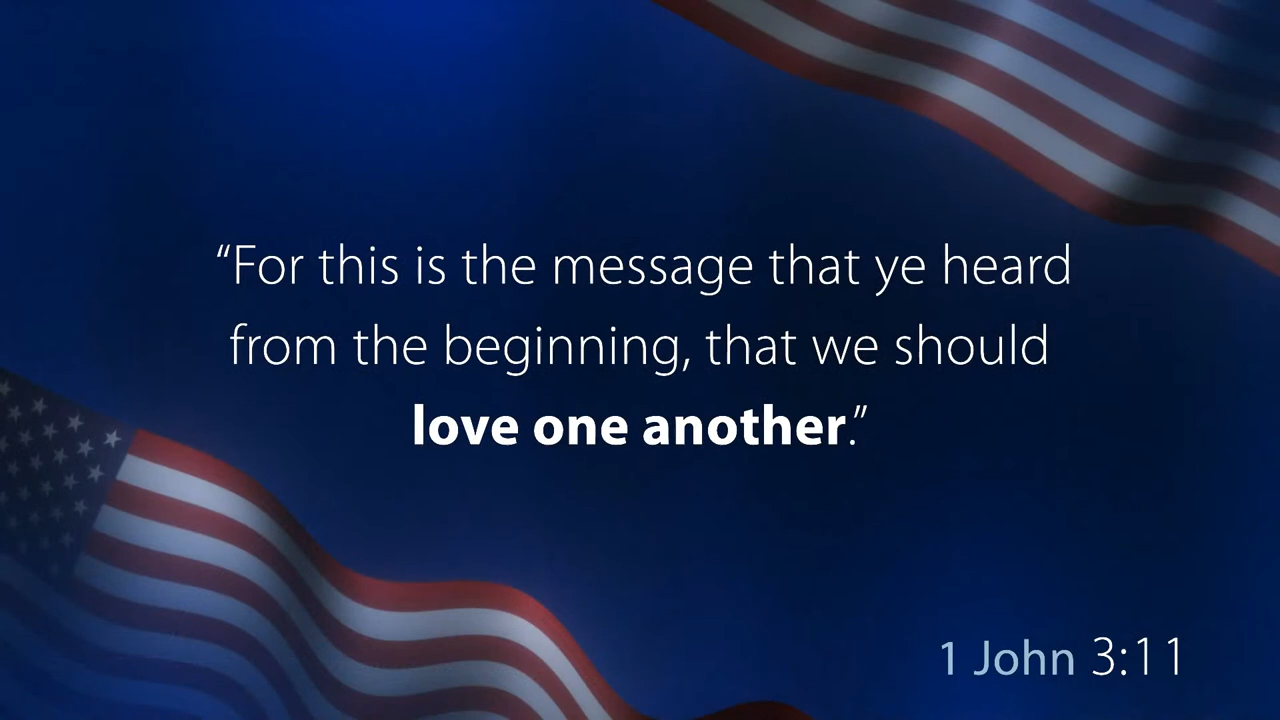 “For this is the message that ye heard
from the beginning, that we should
love one another.”
1 John 3:11